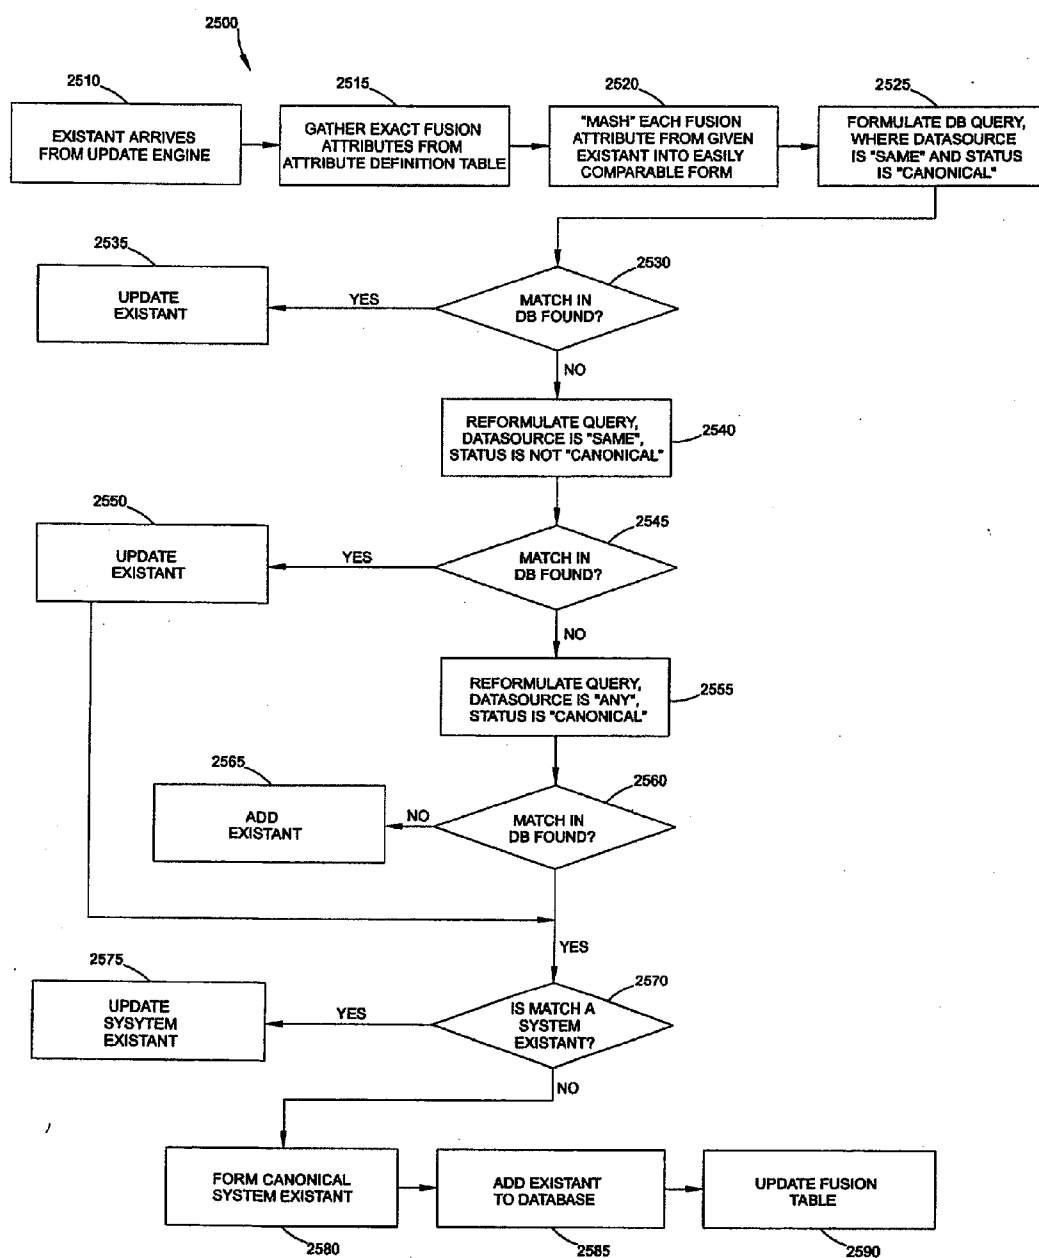 2500
2510
EXISTANT ARRIVES
FROM UPDATE ENGINE
2515
GATHER EXACT FUSION
ATTRIBUTES FROM
ATTRIBUTE DEFINITION TABLE
2520
"MASH" EACH FUSION
ATTRIBUTE FROM GIVEN
EXISTANT INTO EASILY
COMPARABLE FORM
2525
FORMULATE DB QUERY,
WHERE DATASOURCE
IS "SAME" AND STATUS
IS "CANONICAL"
2535
UPDATE
EXISTANT
YES
2530
MATCH IN
DB FOUND?
NO
REFORMULATE QUERY,
DATASOURCE IS "SAME",
STATUS IS NOT "CANONICAL"
2540
2550
UPDATE
EXISTANT
YES
2545
MATCH IN
DB FOUND?
NO
REFORMULATE QUERY,
DATASOURCE IS "ANY",
STATUS IS "CANONICAL"
2555
2565
ADD
EXISTANT
NO
2560
MATCH IN
DB FOUND?
YES
2575
UPDATE
SYSYTEM
EXISTANT
YES
2570
IS MATCH A
SYSTEM
EXISTANT?
NO
FORM CANONICAL
SYSTEM EXISTANT
2580
ADD EXISTANT
TO DATABASE
2585
UPDATE FUSION
TABLE
2590